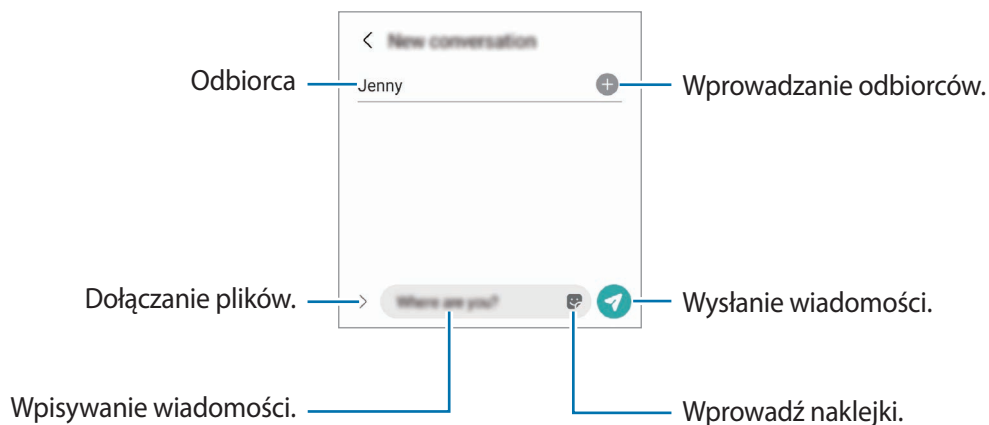 New conversation
Odbiorca
Jenny
Wprowadzanie odbiorców.
Dołączanie plików.
Where are you?
Wysłanie wiadomości.
Wpisywanie wiadomości.
Wprowadź naklejki.